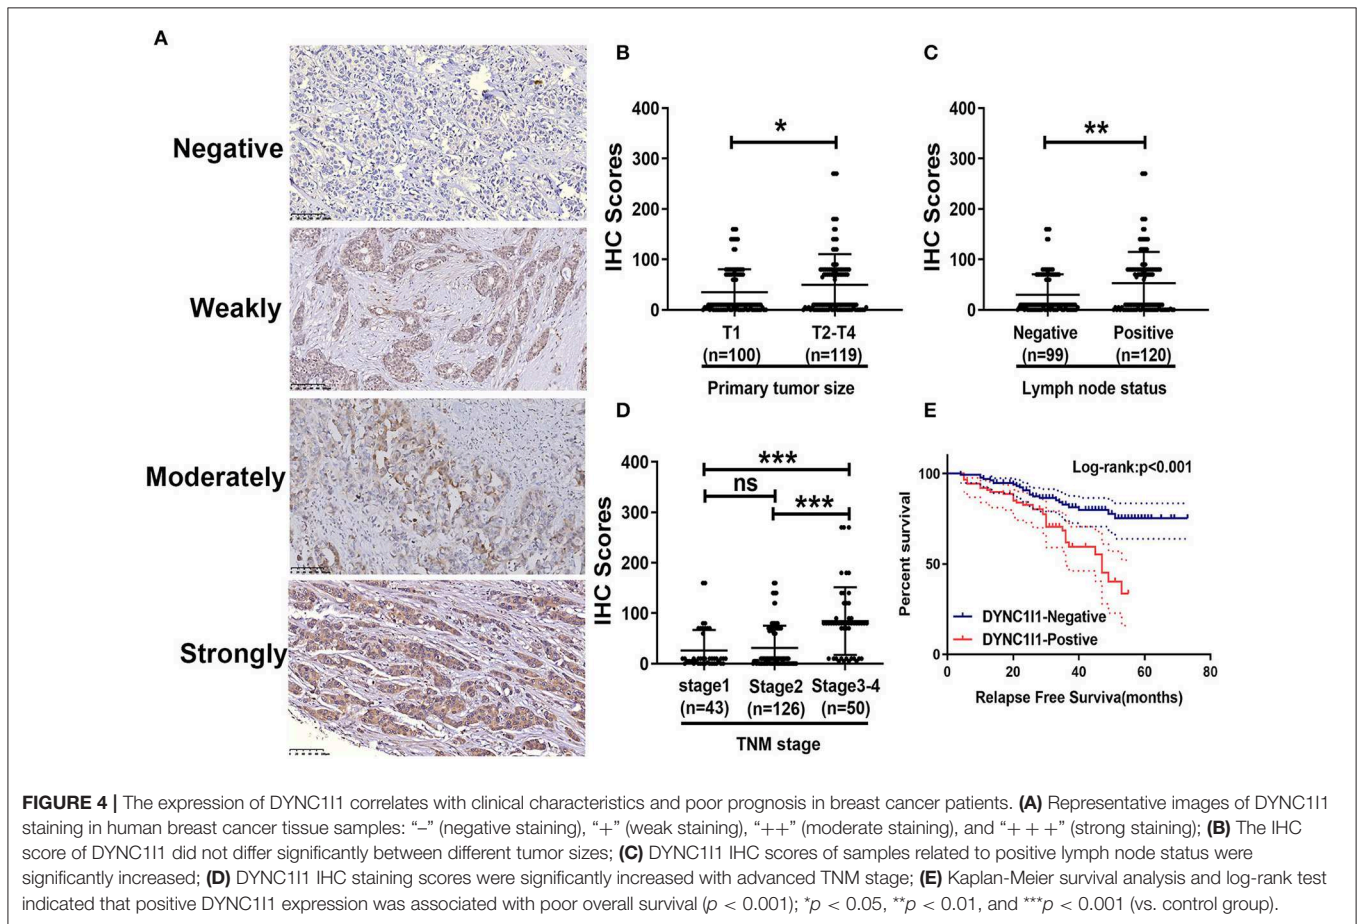 A
Negative
Weakly
Moderately
Strongly
B
IHC Scores
400
300
200
100
0
*
T1
(n=100)
T2-T4
(n=119)
Primary tumor size
C
IHC Scores
400
300
200
100
0
**
Negative
(n=99)
Positive
(n=120)
Lymph node status
D
IHC Scores
400
300
200
100
0
***
ns
***
stage1
(n=43)
Stage2
(n=126)
Stage3-4
(n=50)
TNM stage
E
Log-rank:p<0.001
Percent survival
100
50
0
DYNC1I1-Negative
DYNC1I1-Postive
0 20 40 60 80
Relapse Free Surviva(months)
FIGURE 4 | The expression of DYNC1I1 correlates with clinical characteristics and poor prognosis in breast cancer patients. (A) Representative images of DYNC1I1
staining in human breast cancer tissue samples: “–” (negative staining), “+” (weak staining), “++” (moderate staining), and “+ + +” (strong staining); (B) The IHC
score of DYNC1I1 did not differ significantly between different tumor sizes; (C) DYNC1I1 IHC scores of samples related to positive lymph node status were
significantly increased; (D) DYNC1I1 IHC staining scores were significantly increased with advanced TNM stage; (E) Kaplan-Meier survival analysis and log-rank test
indicated that positive DYNC1I1 expression was associated with poor overall survival (p < 0.001); *p < 0.05, **p < 0.01, and ***p < 0.001 (vs. control group).